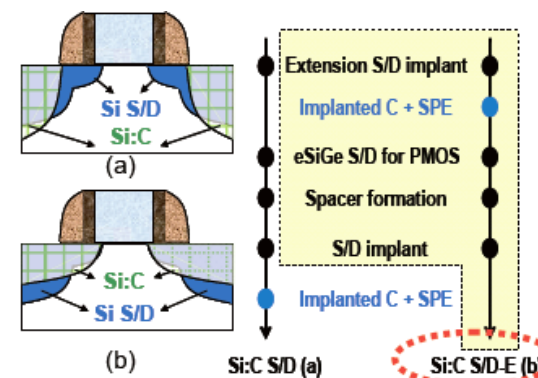 Si S/D
Si:C
(a)
Si:C
Si S/D
(b)
Extension S/D implant
Implanted C + SPE
eSiGe S/D for PMOS
Spacer formation
S/D implant
Implanted C + SPE
Si:C S/D (a)
Si:C S/D-E (b)